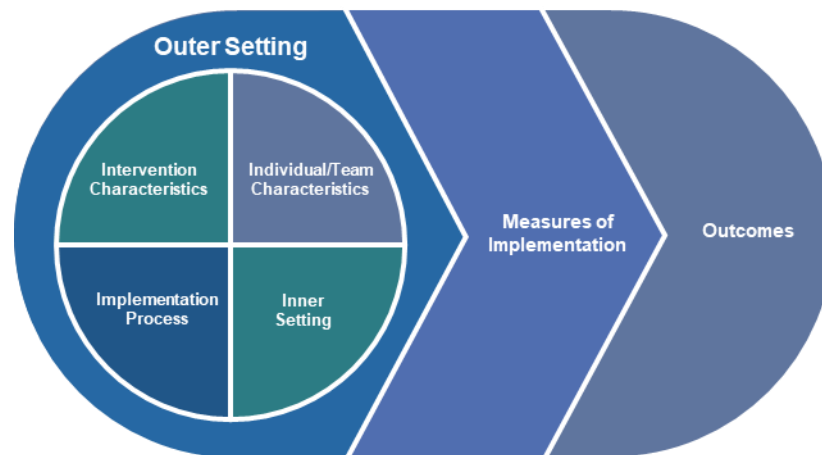 Outer Setting
Intervention
Characteristics
Individual/Team
Characteristics
Implementation
Process
Inner
Setting
Measures of
Implementation
Outcomes